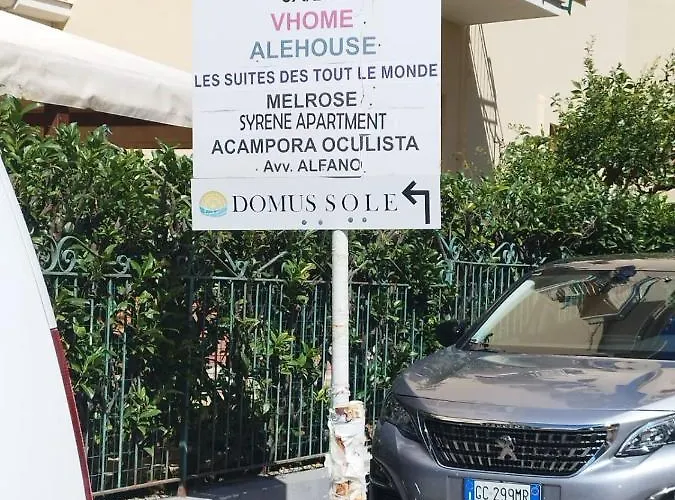 VHOME
ALEHOUSE
LES SUITES DES TOUT LE MONDE
MELROSE
SYRENE APARTMENT
ACAMPORA OCULISTA
Avv. ALFANO
DOMUS SOLE
GC 299MR